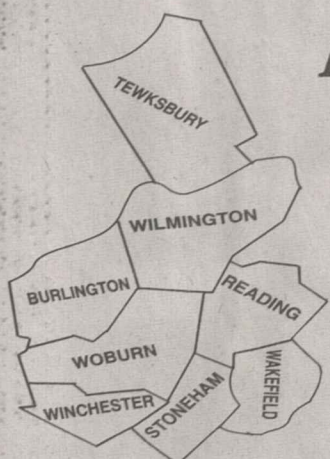 TEWKSBURY
WILMINGTON
BURLINGTON
READING
WOBURN
WAKEFIELD
WINCHESTER
STONEHAM